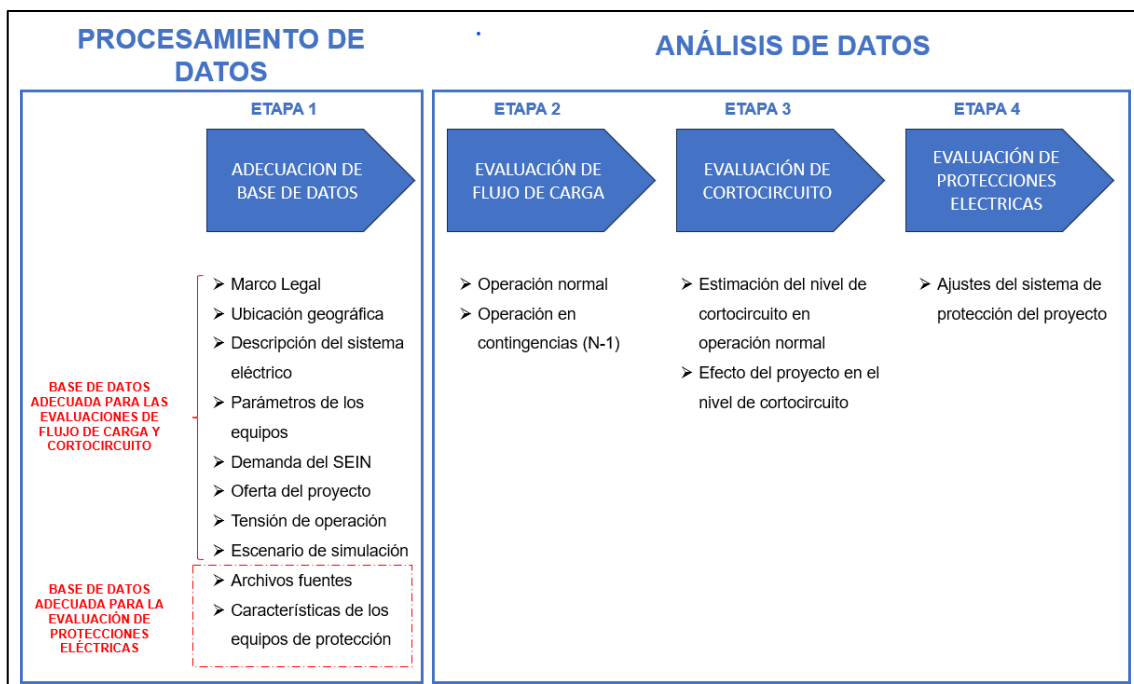 PROCESAMIENTO DE
DATOS
ANÁLISIS DE DATOS
ETAPA 1
ADECUACION DE
BASE DE DATOS
BASE DE DATOS
ADECUADA PARA LAS
EVALUACIONES DE
FLUJO DE CARGA Y
CORTOCIRCUITO
➢ Marco Legal
➢ Ubicación geográfica
➢ Descripción del sistema
eléctrico
➢ Parámetros de los
equipos
➢ Demanda del SEIN
➢ Oferta del proyecto
➢ Tensión de operación
➢ Escenario de simulación
BASE DE DATOS
ADECUADA PARA LA
EVALUACIÓN DE
PROTECCIONES
ELÉCTRICAS
➢ Archivos fuentes
➢ Características de los
equipos de protección
ETAPA 2
EVALUACIÓN DE
FLUJO DE CARGA
➢ Operación normal
➢ Operación en
contingencias (N-1)
ETAPA 3
EVALUACIÓN DE
CORTOCIRCUITO
➢ Estimación del nivel de
cortocircuito en
operación normal
➢ Efecto del proyecto en el
nivel de cortocircuito
ETAPA 4
EVALUACIÓN DE
PROTECCIONES
ELECTRICAS
➢ Ajustes del sistema de
protección del proyecto